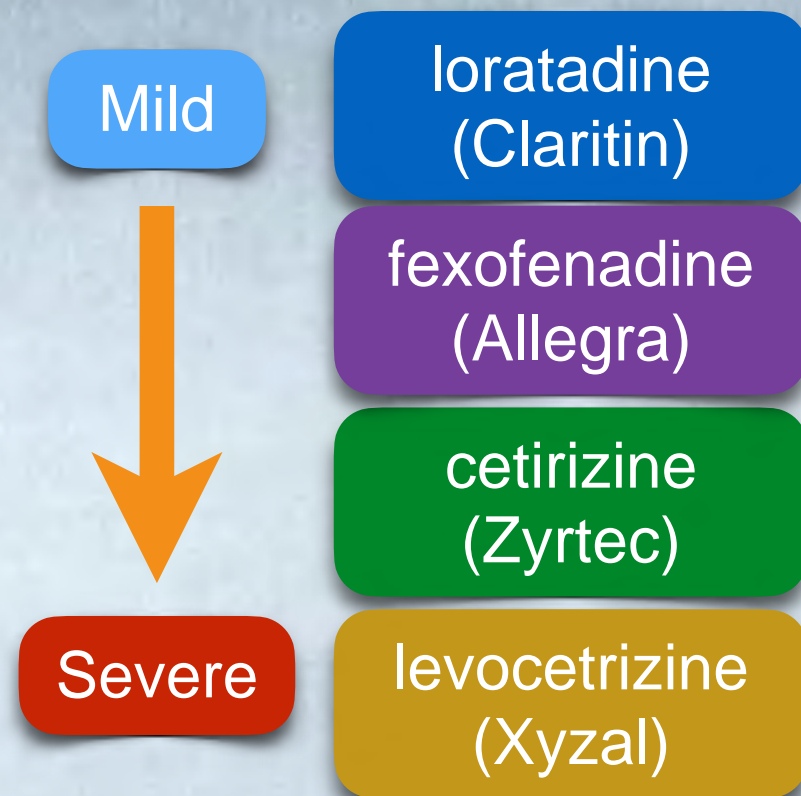 Mild
loratadine
(Claritin)
fexofenadine
(Allegra)
cetirizine
(Zyrtec)
Severe
levocetrizine
(Xyzal)